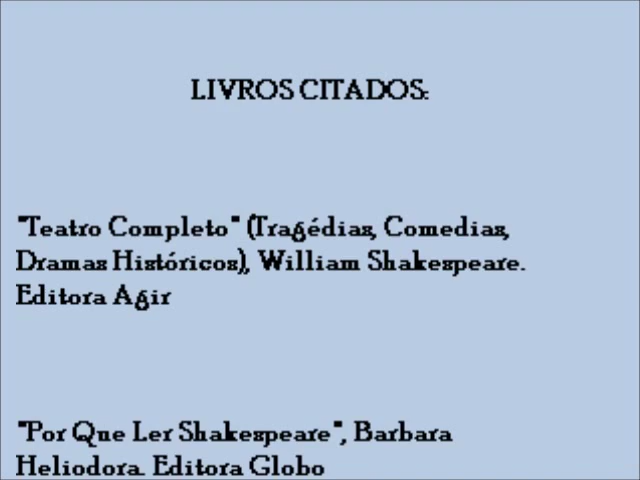 LIVROS CITADOS:
"Teatro Completo" (Tragédias, Comedias,
Dramas Históricos), William Shakespeare.
Editora Agir
"Por Que Ler Shakespeare", Barbara
Heliodora. Editora Globo